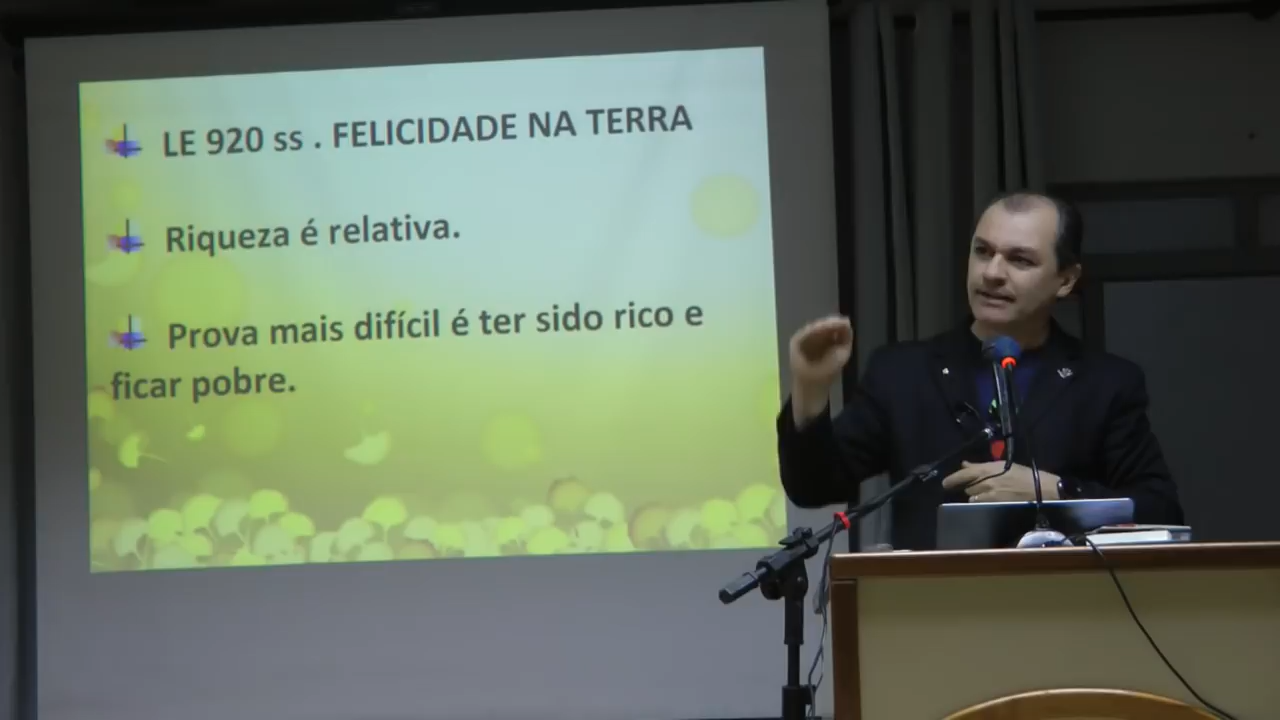 LE 920 ss . FELICIDADE NA TERRA
Riqueza é relativa.
Prova mais difícil é ter sido rico e
ficar pobre.